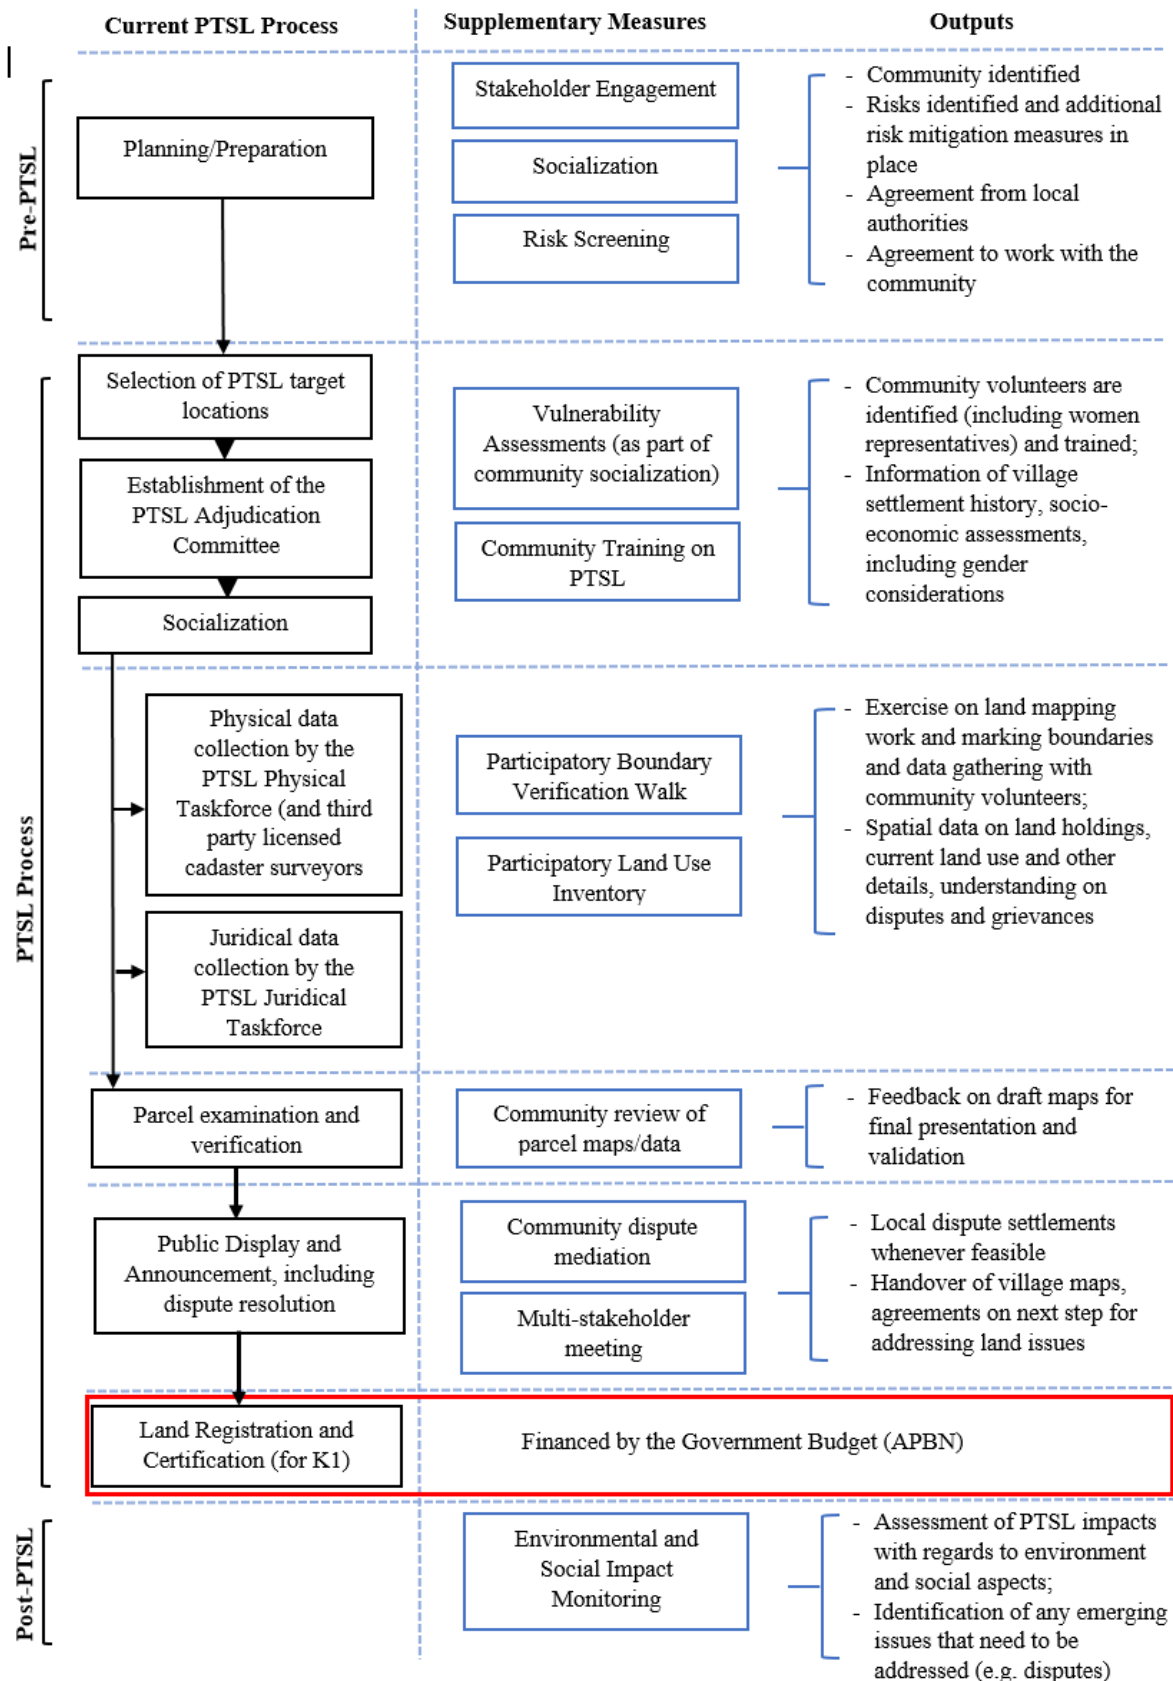 Current PTSL Process
Supplementary Measures
Outputs
Pre-PTSL
Planning/Preparation
Stakeholder Engagement
Socialization
Risk Screening
- Community identified
- Risks identified and additional
risk mitigation measures in
place
- Agreement from local
authorities
- Agreement to work with the
community
PTSL Process
Selection of PTSL target
locations
Establishment of the
PTSL Adjudication
Committee
Socialization
Vulnerability
Assessments (as part of
community socialization)
Community Training on
PTSL
- Community volunteers are
identified (including women
representatives) and trained;
- Information of village
settlement history, socio-
economic assessments,
including gender
considerations
Physical data
collection by the
PTSL Physical
Taskforce (and third
party licensed
cadaster surveyors
Juridical data
collection by the
PTSL Juridical
Taskforce
Participatory Boundary
Verification Walk
Participatory Land Use
Inventory
- Exercise on land mapping
work and marking boundaries
and data gathering with
community volunteers;
- Spatial data on land holdings,
current land use and other
details, understanding on
disputes and grievances
Parcel examination and
verification
Community review of
parcel maps/data
- Feedback on draft maps for
final presentation and
validation
Public Display and
Announcement, including
dispute resolution
Community dispute
mediation
Multi-stakeholder
meeting
- Local dispute settlements
whenever feasible
- Handover of village maps,
agreements on next step for
addressing land issues
Land Registration and
Certification (for K1)
Financed by the Government Budget (APBN)
Post-PTSL
Environmental and
Social Impact
Monitoring
- Assessment of PTSL impacts
with regards to environment
and social aspects;
- Identification of any emerging
issues that need to be
addressed (e.g. disputes)